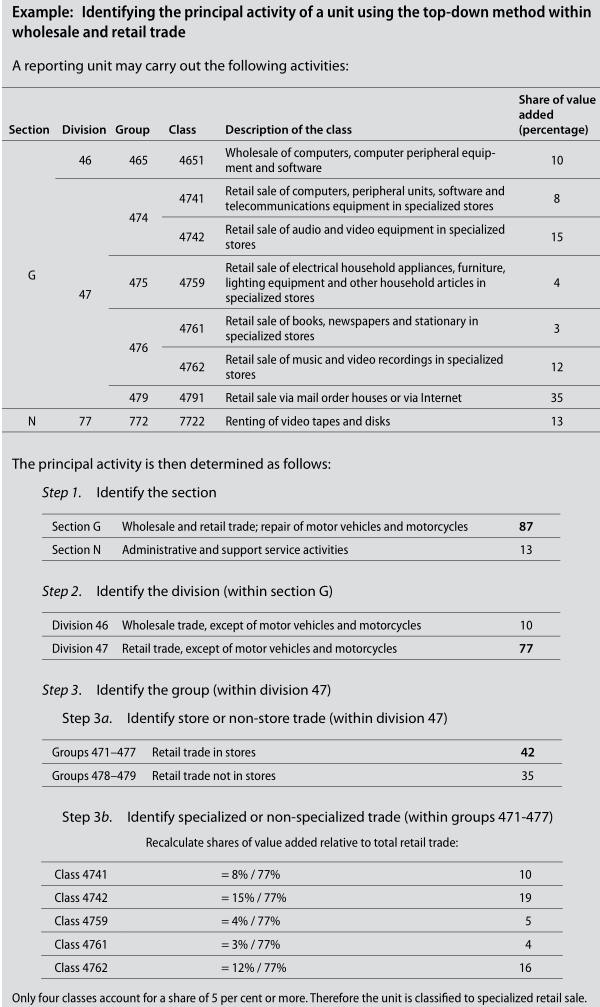 Example: Identifying the principal activity of a unit using the top-down method within
wholesale and retail trade
A reporting unit may carry out the following activities:
Share of value
added
Section Division Group Class Description of the class (percentage)
46 465 4651 Wholesale of computers, computer peripheral equip-
ment and software 10
4741 Retail sale of computers, peripheral units, software and
telecommunications equipment in specialized stores 8
474
4742 Retail sale of audio and video equipment in specialized
stores 15
G
47 475 4759 Retail sale of electrical household appliances, furniture,
lighting equipment and other household articles in
specialized stores 4
4761 Retail sale of books, newspapers and stationary in
specialized stores 3
476
4762 Retail sale of music and video recordings in specialized
stores 12
479 4791 Retail sale via mail order houses or via Internet 35
N 77 772 7722 Renting of video tapes and disks 13
The principal activity is then determined as follows:
Step 1. Identify the section
Section G Wholesale and retail trade; repair of motor vehicles and motorcycles 87
Section N Administrative and support service activities 13
Step 2. Identify the division (within section G)
Division 46 Wholesale trade, except of motor vehicles and motorcycles 10
Division 47 Retail trade, except of motor vehicles and motorcycles 77
Step 3. Identify the group (within division 47)
Step 3a. Identify store or non-store trade (within division 47)
Groups 471–477 Retail trade in stores 42
Groups 478–479 Retail trade not in stores 35
Step 3b. Identify specialized or non-specialized trade (within groups 471-477)
Recalculate shares of value added relative to total retail trade:
Class 4741 = 8% / 77% 10
Class 4742 = 15% / 77% 19
Class 4759 = 4% / 77% 5
Class 4761 = 3% / 77% 4
Class 4762 = 12% / 77% 16
Only four classes account for a share of 5 per cent or more. Therefore the unit is classified to specialized retail sale.